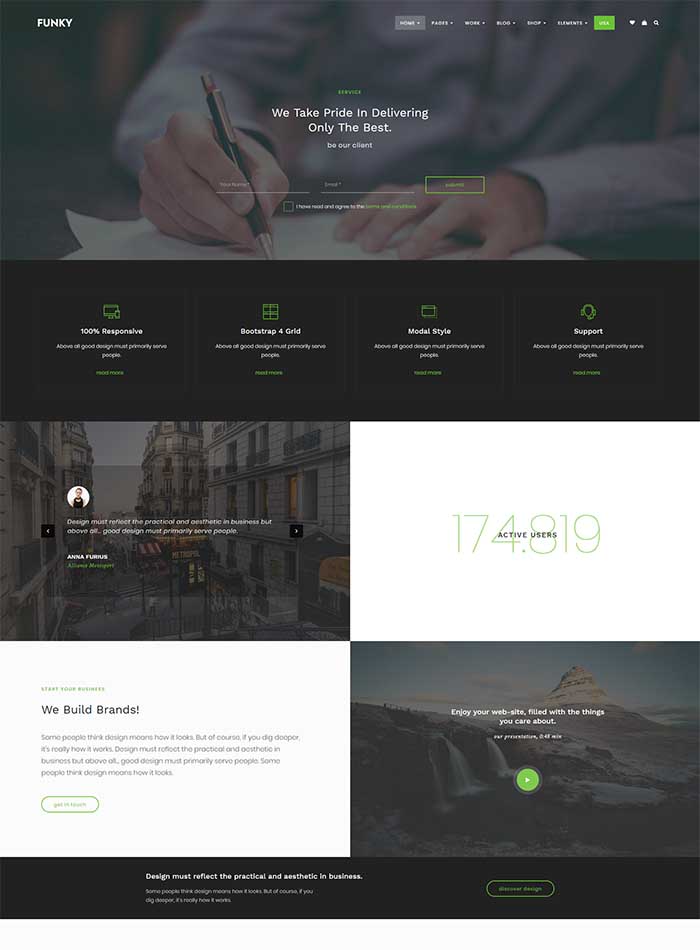 FUNKY
HOME PAGES WORK BLOG SHOP ELEMENTS USA
SERVICE
We Take Pride In Delivering
Only The Best.
be our client
Your Name * Email * submit
I have read and agree to the terms and conditions
100% Responsive
Above all good design must primarily serve
people.
read more
Bootstrap 4 Grid
Above all good design must primarily serve
people.
read more
Modal Style
Above all good design must primarily serve
people.
read more
Support
Above all good design must primarily serve
people.
read more
Design must reflect the practical and aesthetic in business but
above all... good design must primarily serve people.
ANNA FURIUS
Alliance Metisport
METROPOL
174.819
ACTIVE USERS
START YOUR BUSINESS
We Build Brands!
Some people think design means how it looks. But of course, if you dig deeper,
it's really how it works. Design must reflect the practical and aesthetic in
business but above all... good design must primarily serve people. Some
people think design means how it looks.
get in touch
Enjoy your web-site, filled with the things
you care about.
our presentation, 0:48 min
Design must reflect the practical and aesthetic in business.
Some people think design means how it looks. But of course, if you
dig deeper, it's really how it works.
discover design